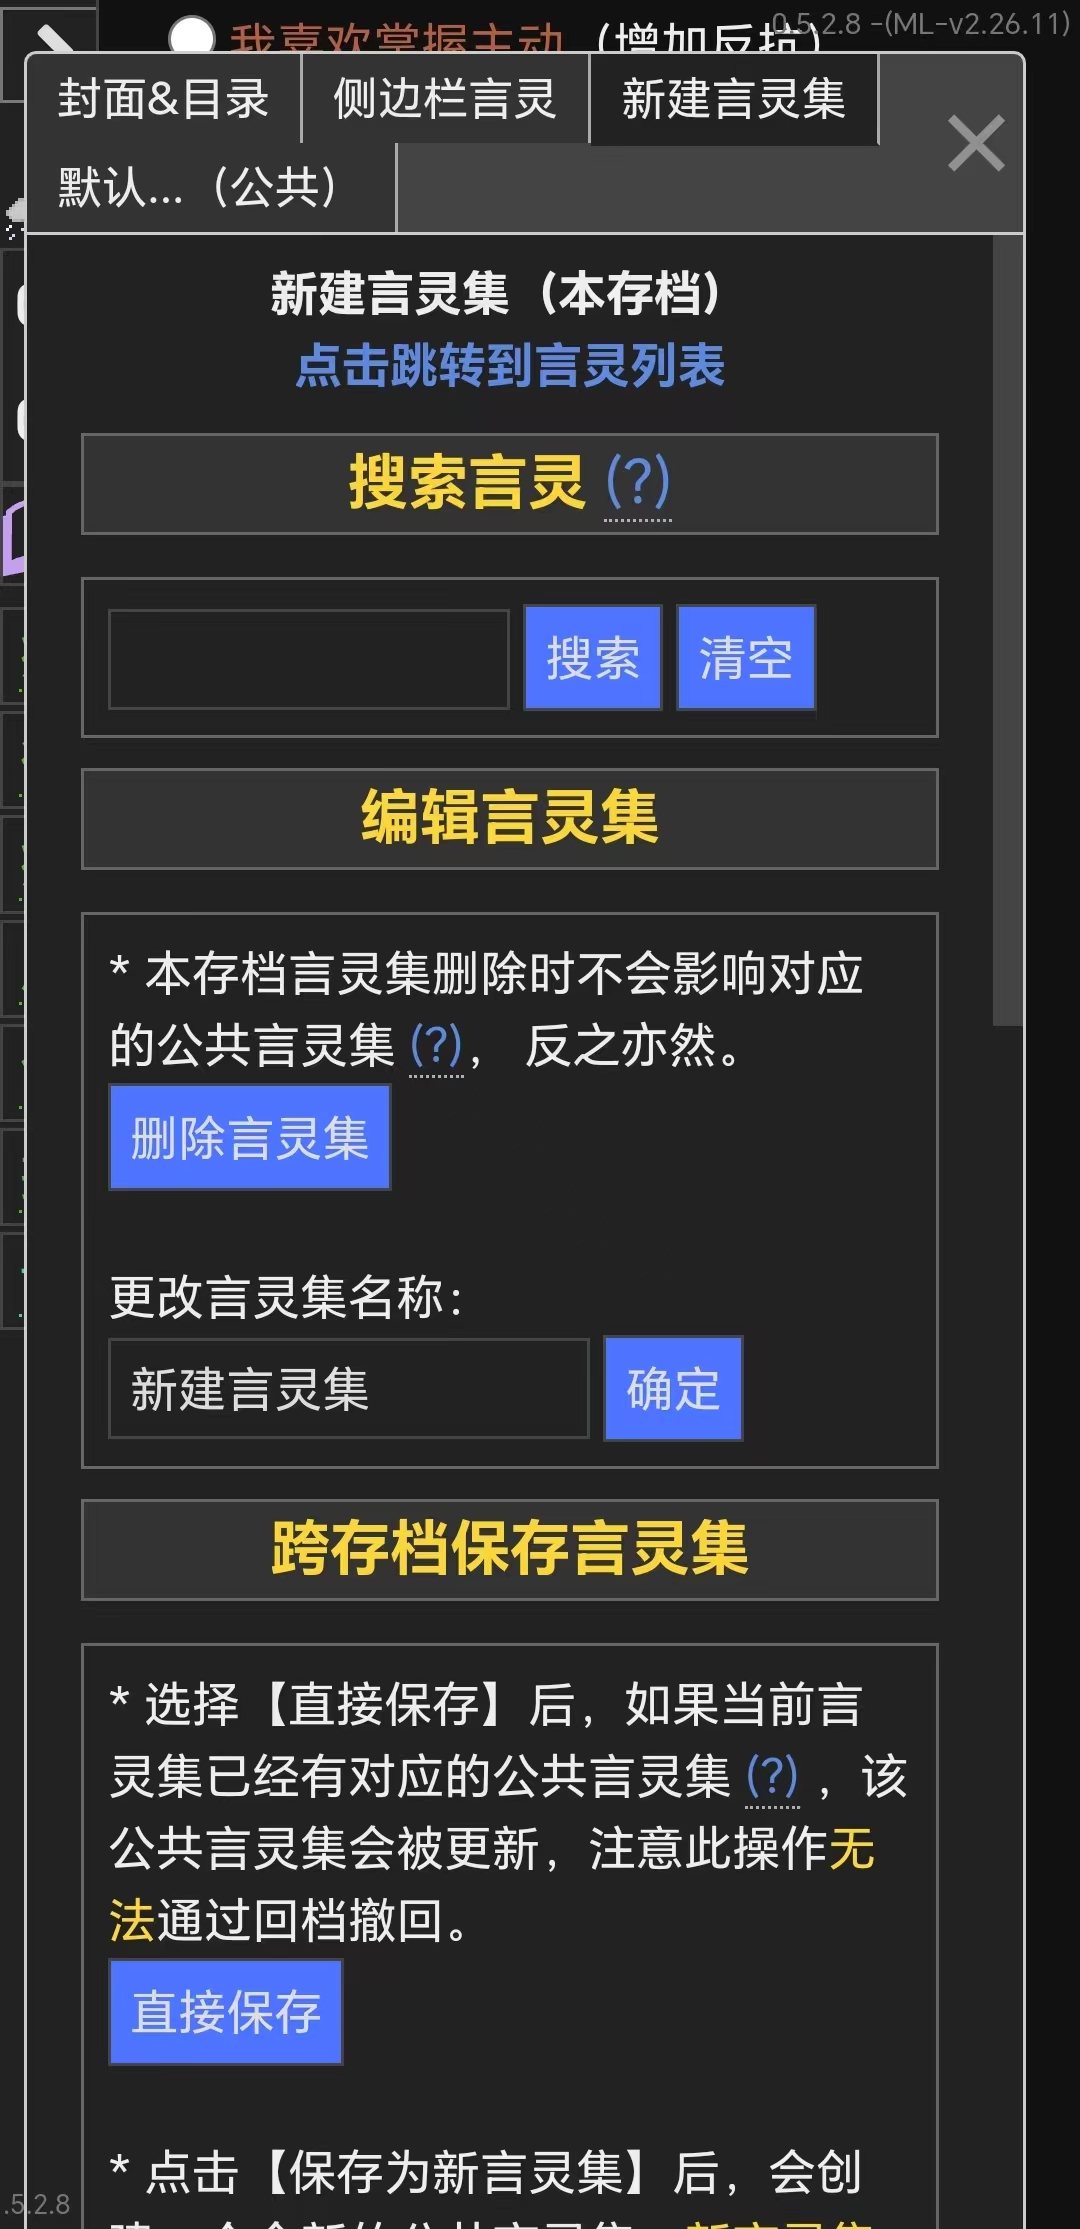 我喜欢掌握主动 (增加反抗)
0.5.2.8 -(ML-v2.26.11)
封面&目录
侧边栏言灵
新建言灵集
默认...（公共）
新建言灵集（本存档）
点击跳转到言灵列表
搜索言灵 (?)
搜索
清空
编辑言灵集
* 本存档言灵集删除时不会影响对应
的公共言灵集 (?)， 反之亦然。
删除言灵集
更改言灵集名称：
新建言灵集
确定
跨存档保存言灵集
* 选择【直接保存】后，如果当前言
灵集已经有对应的公共言灵集 (?) ，该
公共言灵集会被更新，注意此操作无
法通过回档撤回。
直接保存
* 点击【保存为新言灵集】后，会创
.5.2.8